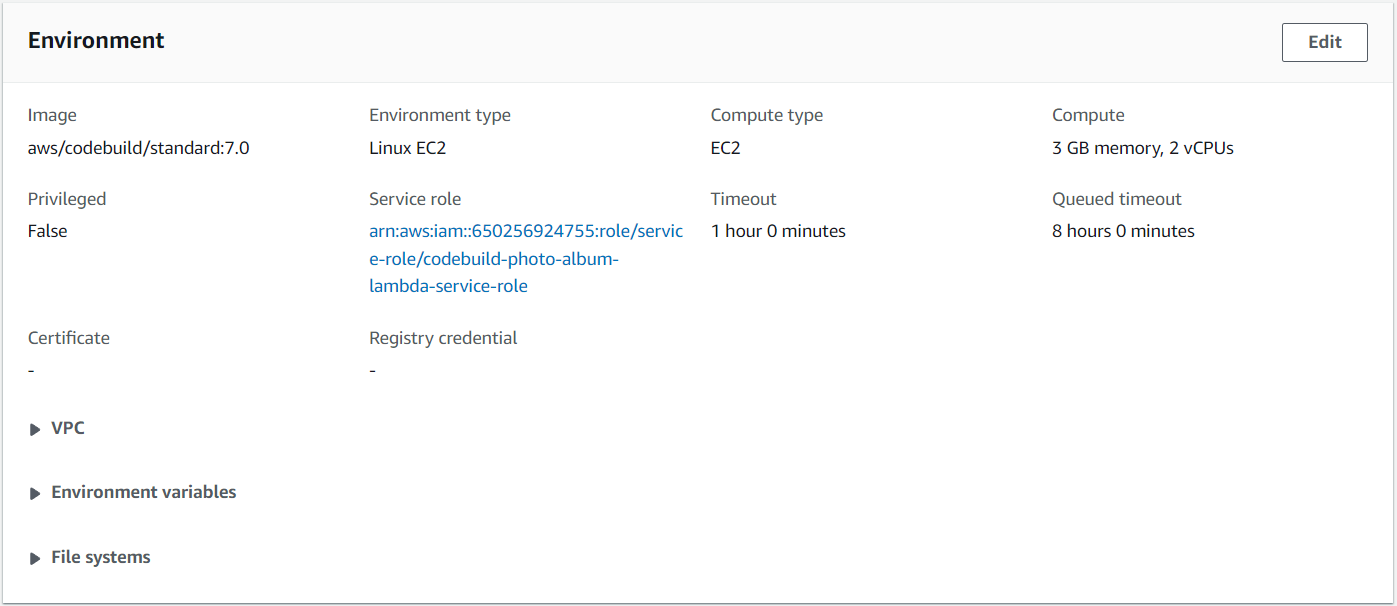 Environment
Edit
Image
Environment type
Compute type
Compute
aws/codebuild/standard:7.0
Linux EC2
EC2
3 GB memory, 2 vCPUs
Privileged
Service role
Timeout
Queued timeout
False
arn:aws:iam::650256924755:role/servic
e-role/codebuild-photo-album-
lambda-service-role
1 hour 0 minutes
8 hours 0 minutes
Certificate
Registry credential
-
-
VPC
Environment variables
File systems